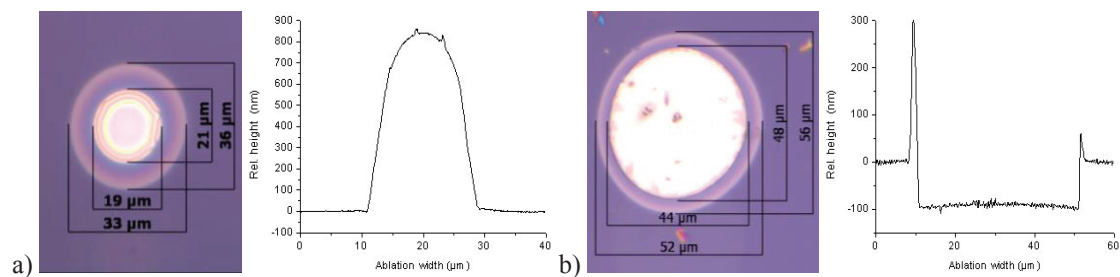 a)
21 µm
36 µm
19 µm
33 µm
Rel. height (nm)
900
800
700
600
500
400
300
200
100
0
-100
0 10 20 30 40
Ablation width (µm)
b)
48 µm
56 µm
44 µm
52 µm
Rel. height (nm)
300
200
100
0
-100
0 20 40 60
Ablation width (µm)